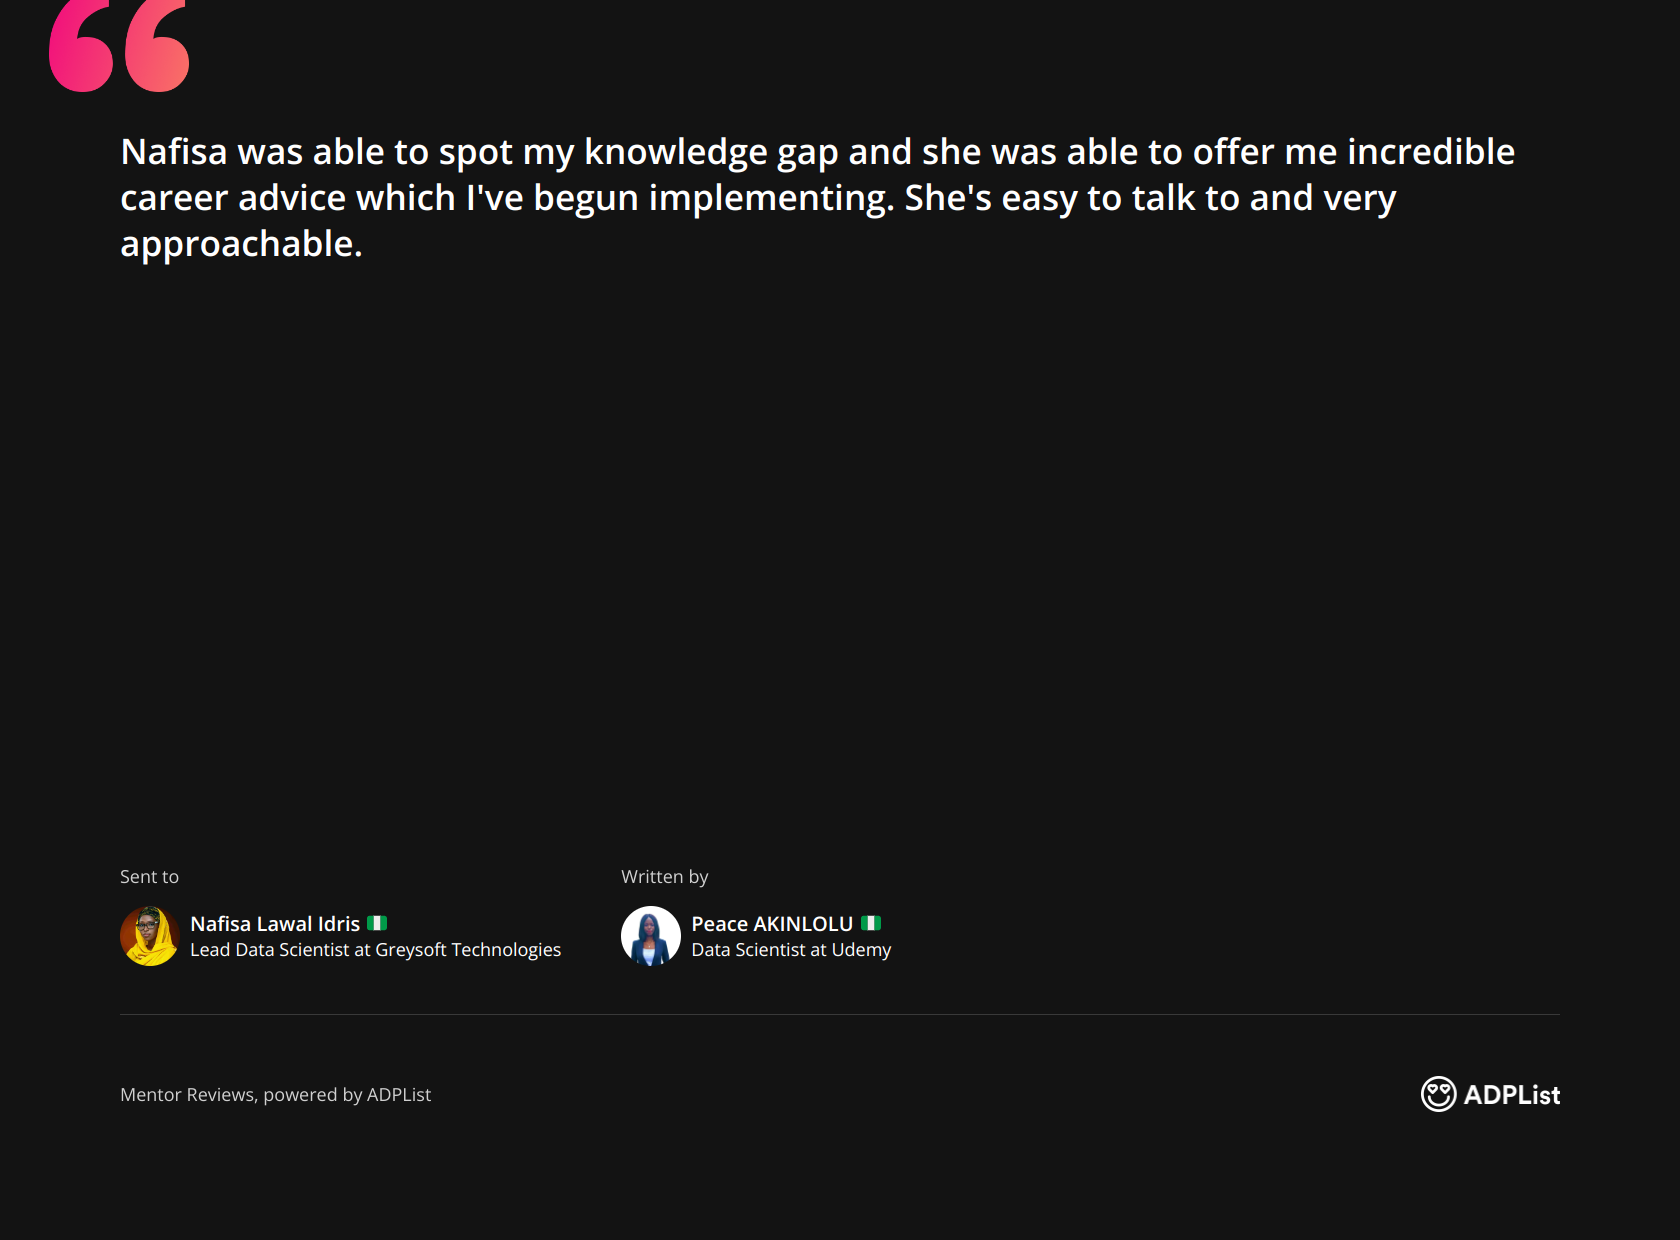 Nafisa was able to spot my knowledge gap and she was able to offer me incredible
career advice which I've begun implementing. She's easy to talk to and very
approachable.
Sent to
Nafisa Lawal Idris
Lead Data Scientist at Greysoft Technologies
Written by
Peace AKINLOLU
Data Scientist at Udemy
Mentor Reviews, powered by ADPList
ADPList